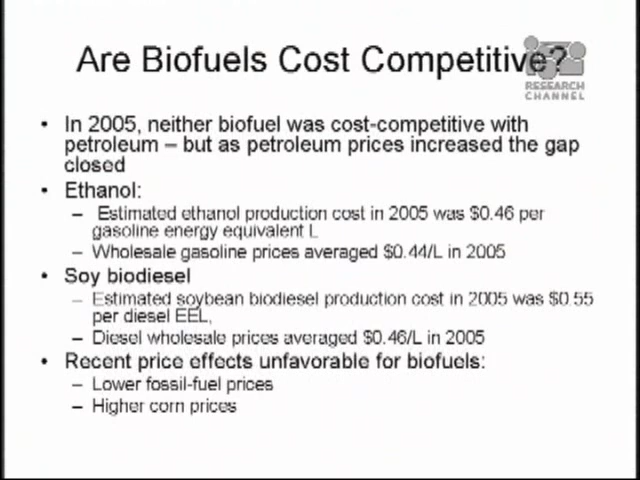 Are Biofuels Cost Competitive?
RESEARCH
CHANNEL
• In 2005, neither biofuel was cost-competitive with
petroleum – but as petroleum prices increased the gap
closed
• Ethanol:
– Estimated ethanol production cost in 2005 was $0.46 per
gasoline energy equivalent L
– Wholesale gasoline prices averaged $0.44/L in 2005
• Soy biodiesel
– Estimated soybean biodiesel production cost in 2005 was $0.55
per diesel EEL,
– Diesel wholesale prices averaged $0.46/L in 2005
• Recent price effects unfavorable for biofuels:
– Lower fossil-fuel prices
– Higher corn prices